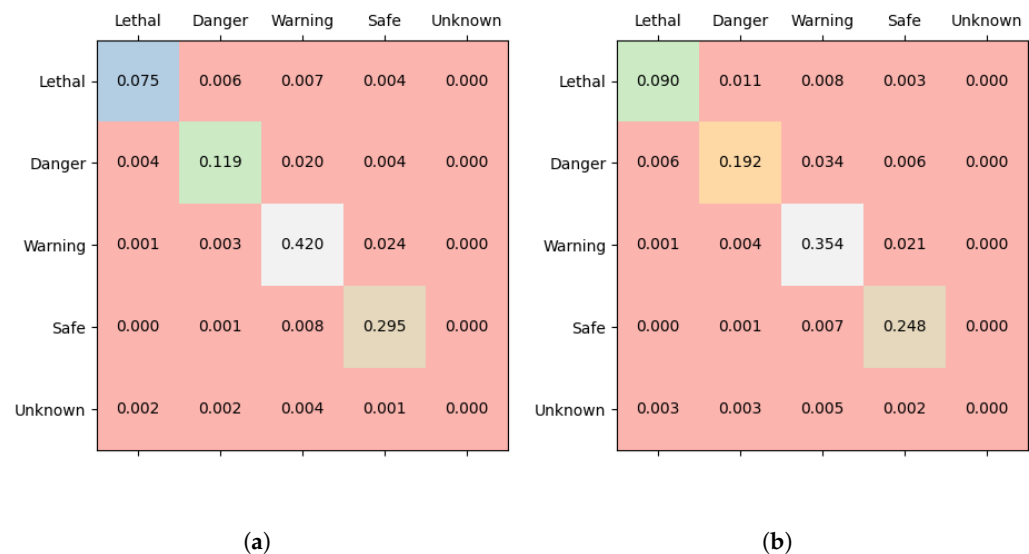 Lethal Danger Warning Safe Unknown
Lethal 0.075 0.006 0.007 0.004 0.000
Danger 0.004 0.119 0.020 0.004 0.000
Warning 0.001 0.003 0.420 0.024 0.000
Safe 0.000 0.001 0.008 0.295 0.000
Unknown 0.002 0.002 0.004 0.001 0.000
(a)
Lethal Danger Warning Safe Unknown
Lethal 0.090 0.011 0.008 0.003 0.000
Danger 0.006 0.192 0.034 0.006 0.000
Warning 0.001 0.004 0.354 0.021 0.000
Safe 0.000 0.001 0.007 0.248 0.000
Unknown 0.003 0.003 0.005 0.002 0.000
(b)